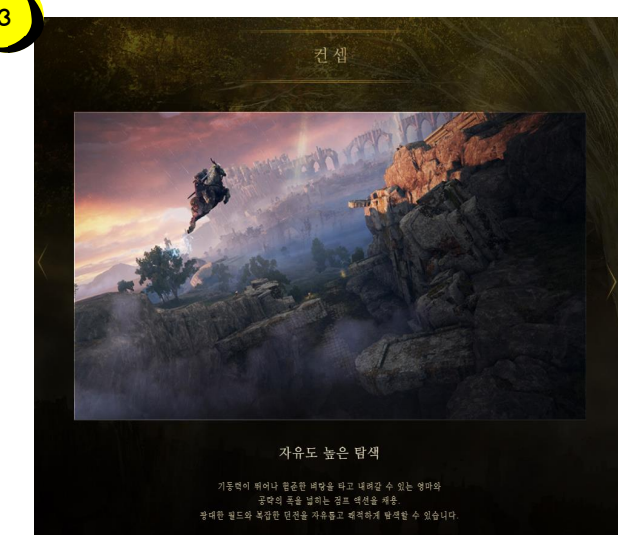 3
컨셉
자유도 높은 탐색
기동력이 뛰어나 험준한 벼랑을 타고 내려갈 수 있는 영마와
공략의 폭을 넓히는 점프 액션을 채용.
광대한 월드와 복잡한 던전을 자유롭고 쾌적하게 탐색할 수 있습니다.